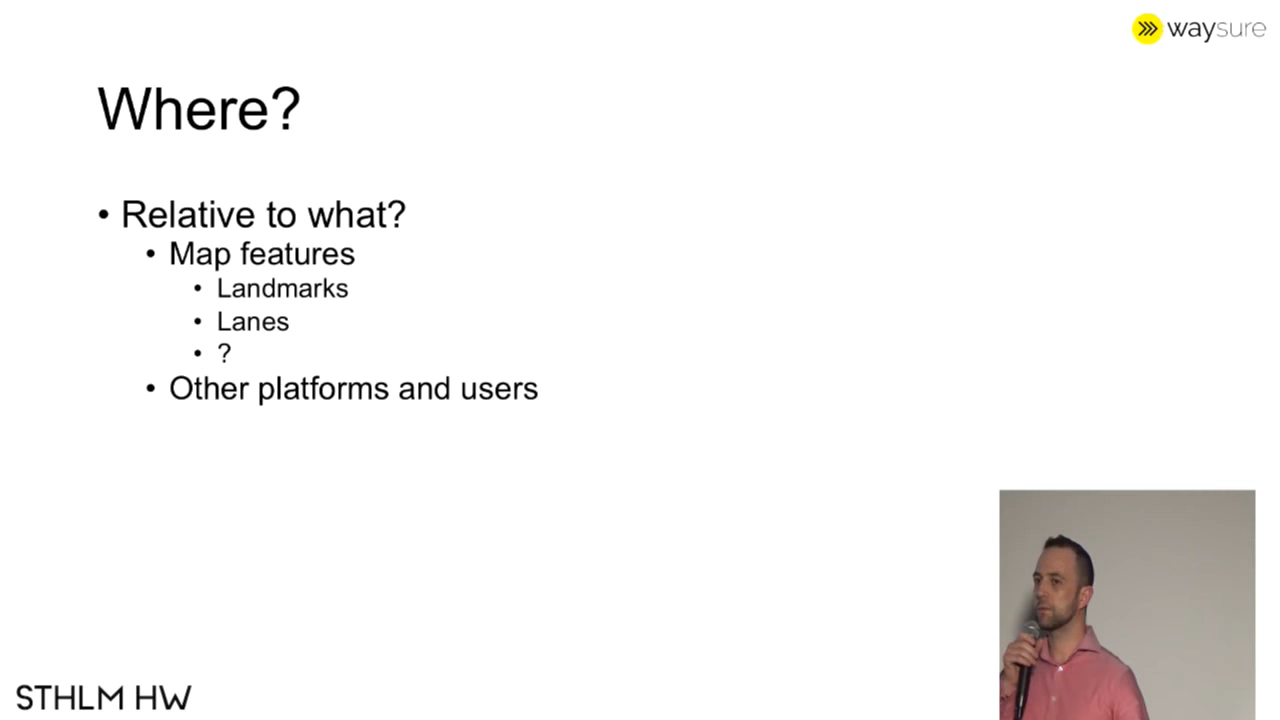 waysure
Where?
• Relative to what?
• Map features
• Landmarks
• Lanes
• ?
• Other platforms and users
STHLM HW